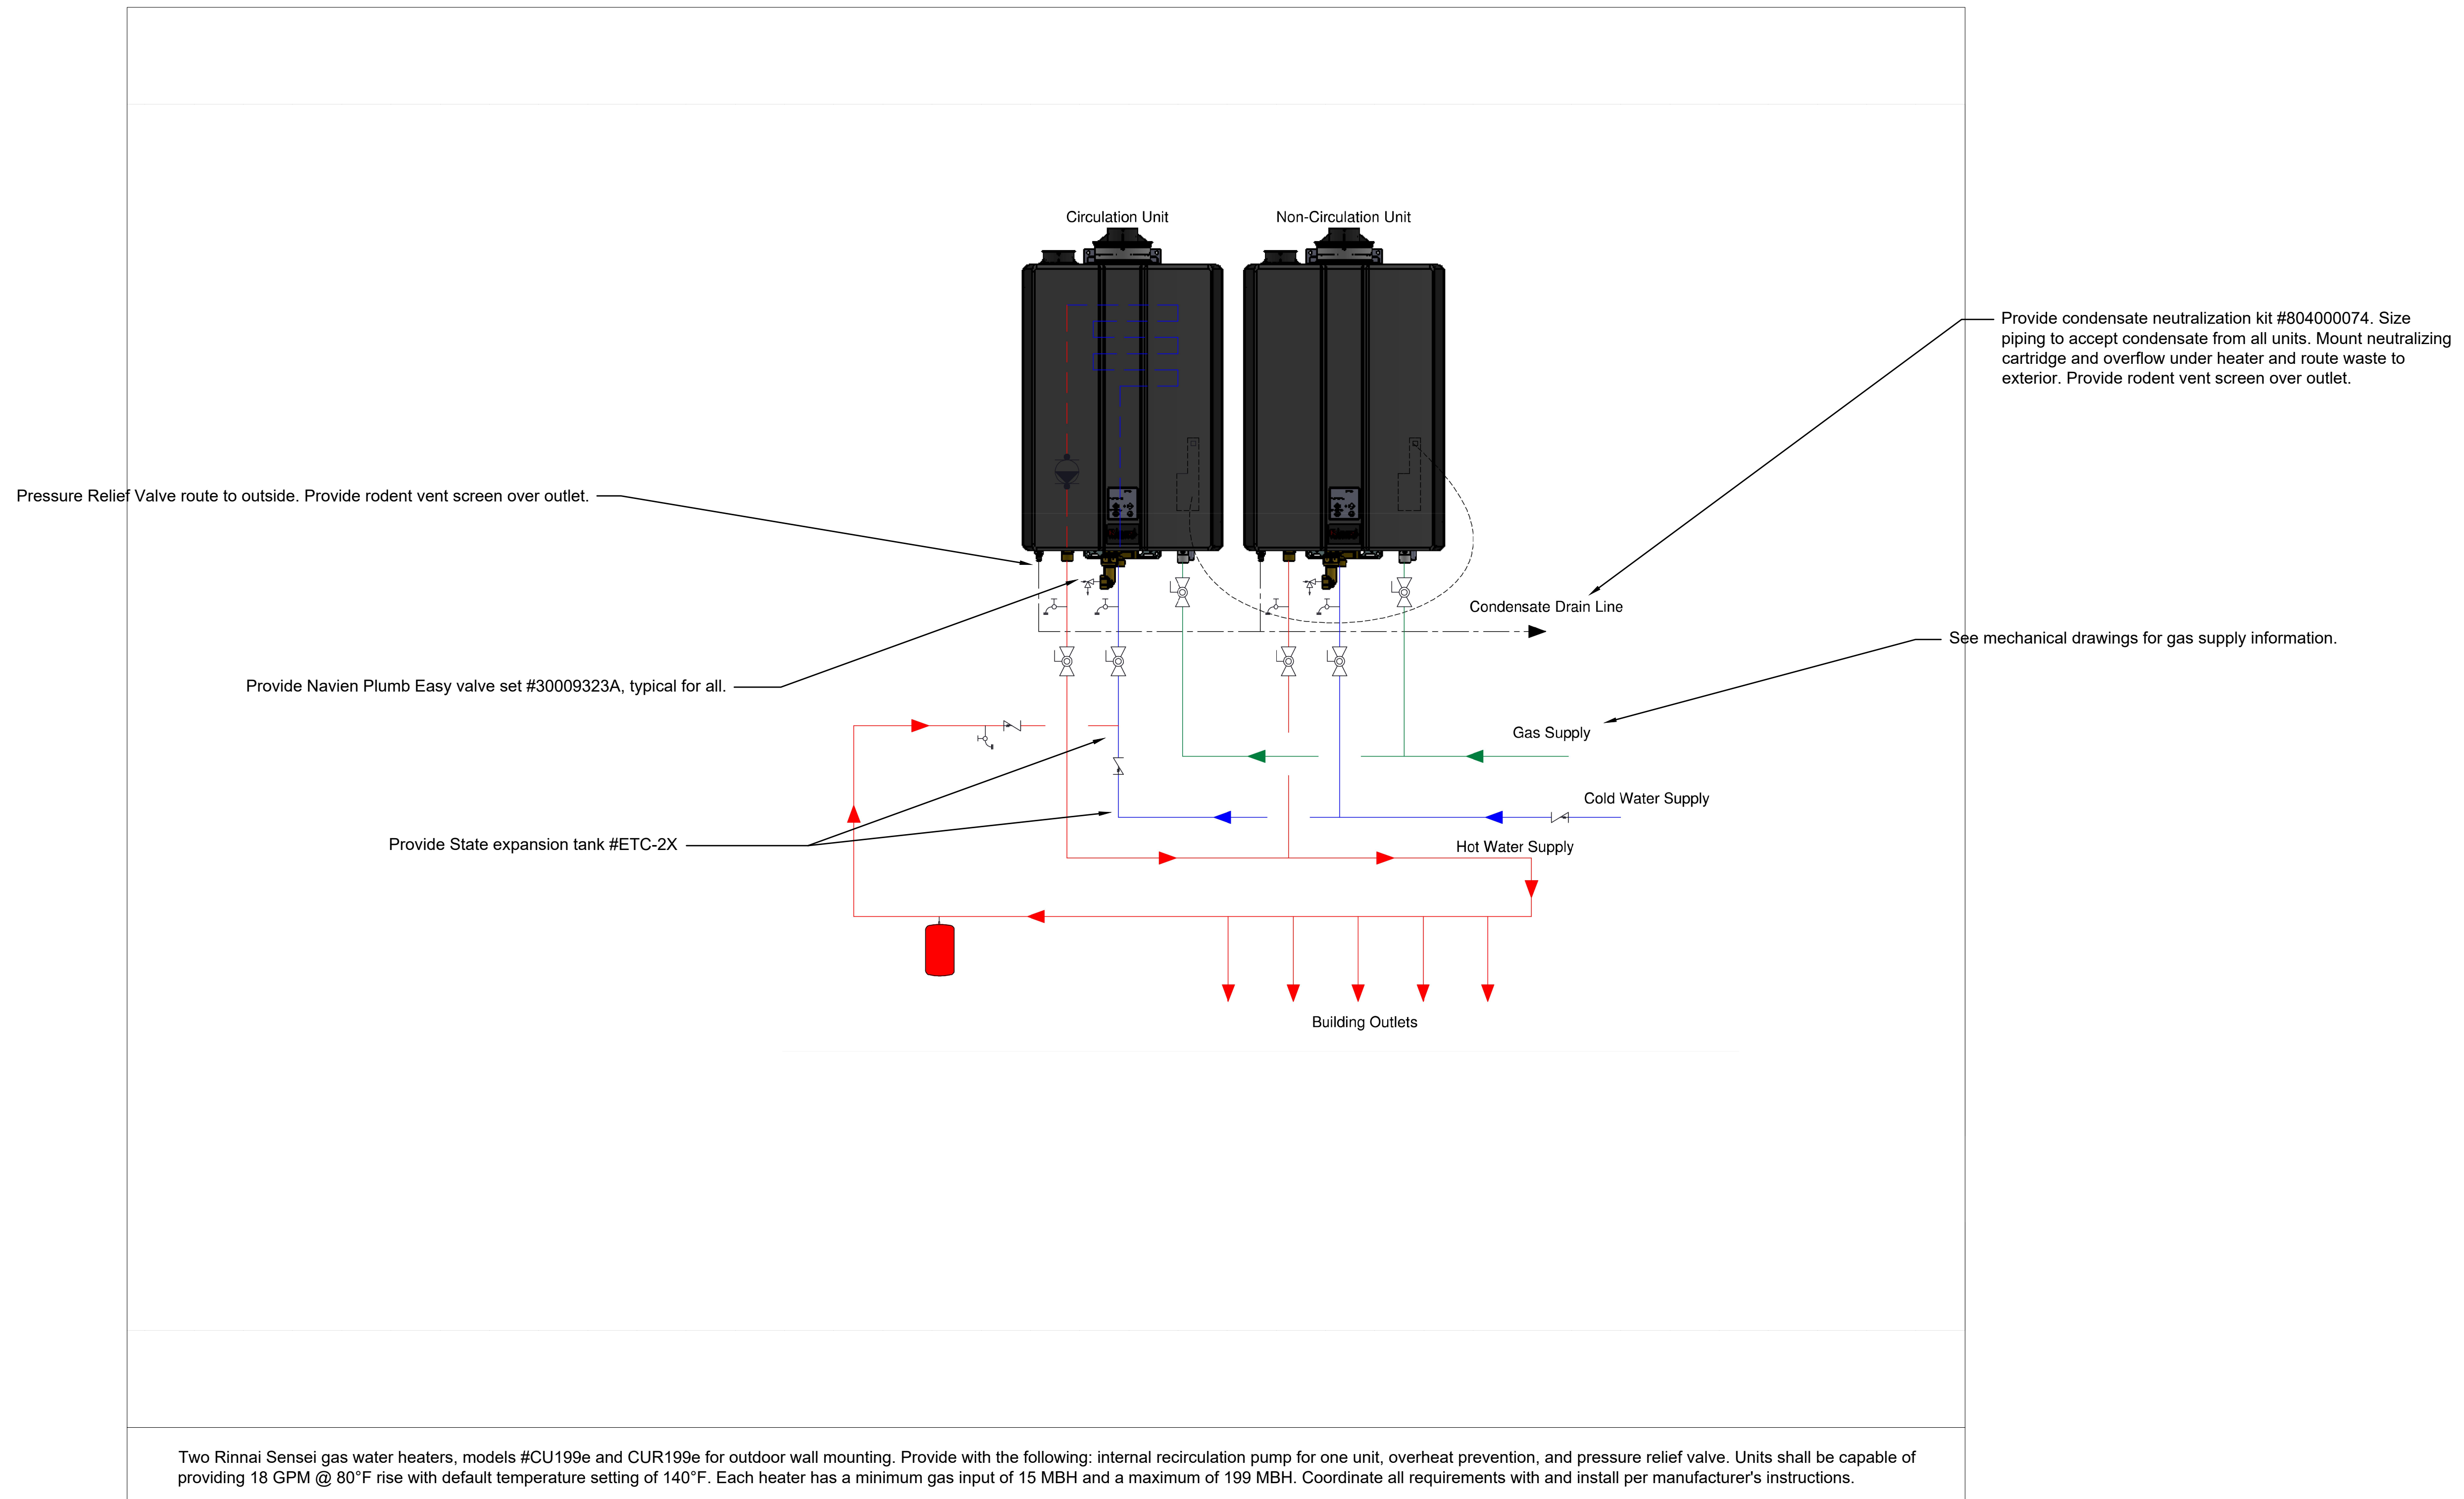 Circulation Unit
Non-Circulation Unit
Provide condensate neutralization kit #804000074. Size
piping to accept condensate from all units. Mount neutralizing
cartridge and overflow under heater and route waste to
exterior. Provide rodent vent screen over outlet.
Pressure Relief Valve route to outside. Provide rodent vent screen over outlet.
Condensate Drain Line
See mechanical drawings for gas supply information.
Provide Navien Plumb Easy valve set #30009323A, typical for all.
Gas Supply
Cold Water Supply
Provide State expansion tank #ETC-2X
Hot Water Supply
Building Outlets
Two Rinnai Sensei gas water heaters, models #CU199e and CUR199e for outdoor wall mounting. Provide with the following: internal recirculation pump for one unit, overheat prevention, and pressure relief valve. Units shall be capable of
providing 18 GPM @ 80°F rise with default temperature setting of 140°F. Each heater has a minimum gas input of 15 MBH and a maximum of 199 MBH. Coordinate all requirements with and install per manufacturer's instructions.